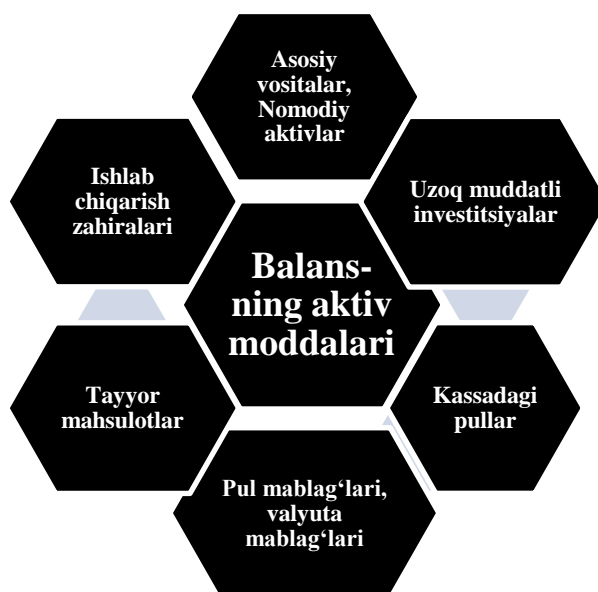 Asosiy
vositalar,
Nomodiy
aktivlar
Ishlab
chiqarish
zahiralari
Uzoq muddatli
investitsiyalar
Balans-
ning aktiv
moddalari
Tayyor
mahsulotlar
Kassadagi
pullar
Pul mablag‘lari,
valyuta
mablag‘lari